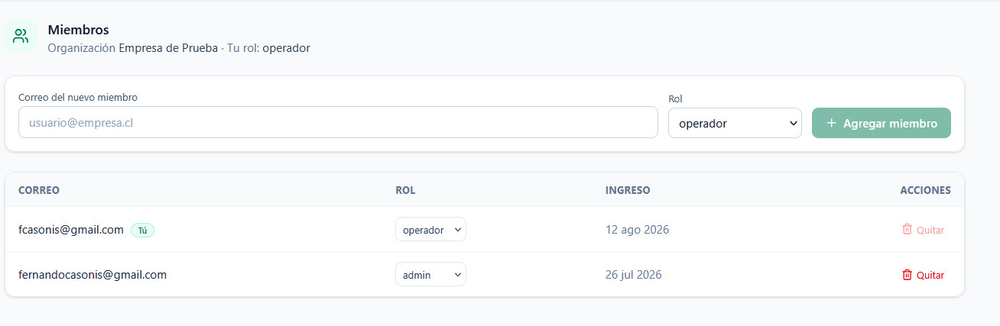 Miembros
Organización Empresa de Prueba · Tu rol: operador
Correo del nuevo miembro
Rol
usuario@empresa.cl
operador
+ Agregar miembro
CORREO ROL INGRESO ACCIONES
fcasonis@gmail.com Tú operador 12 ago 2026 Quitar
fernandocasonis@gmail.com admin 26 jul 2026 Quitar